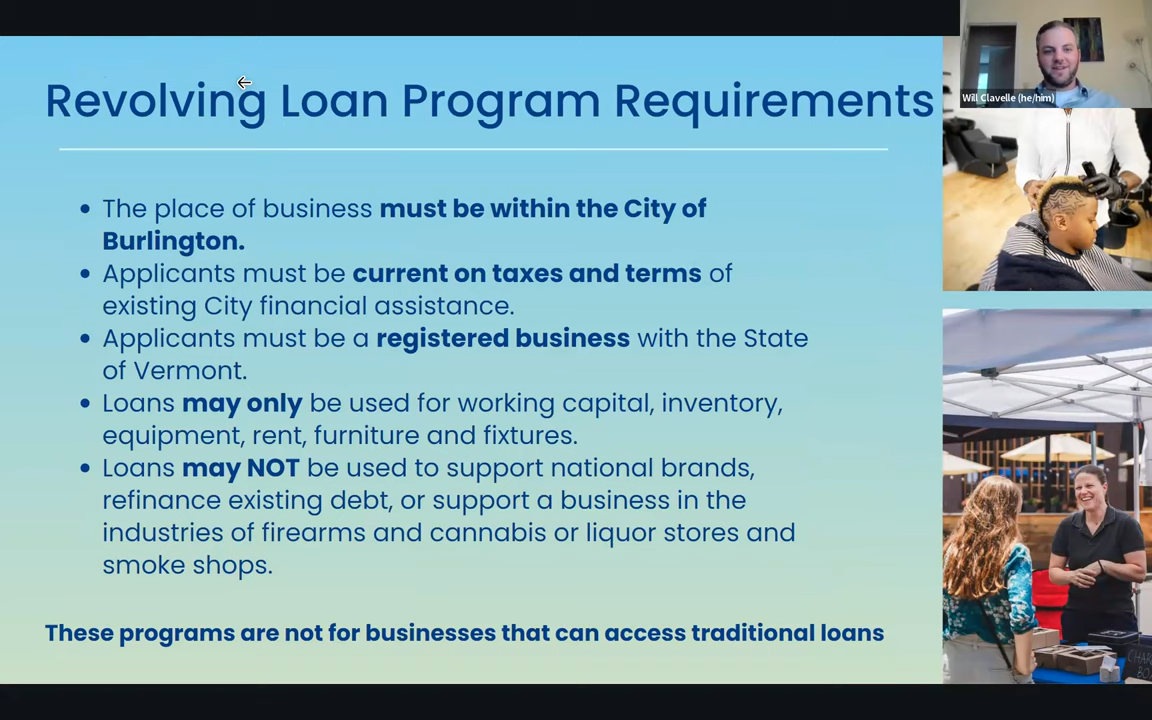 Revolving Loan Program Requirements
Will Clavelle (he/him)
• The place of business must be within the City of
Burlington.
• Applicants must be current on taxes and terms of
existing City financial assistance.
• Applicants must be a registered business with the State
of Vermont.
• Loans may only be used for working capital, inventory,
equipment, rent, furniture and fixtures.
• Loans may NOT be used to support national brands,
refinance existing debt, or support a business in the
industries of firearms and cannabis or liquor stores and
smoke shops.
These programs are not for businesses that can access traditional loans